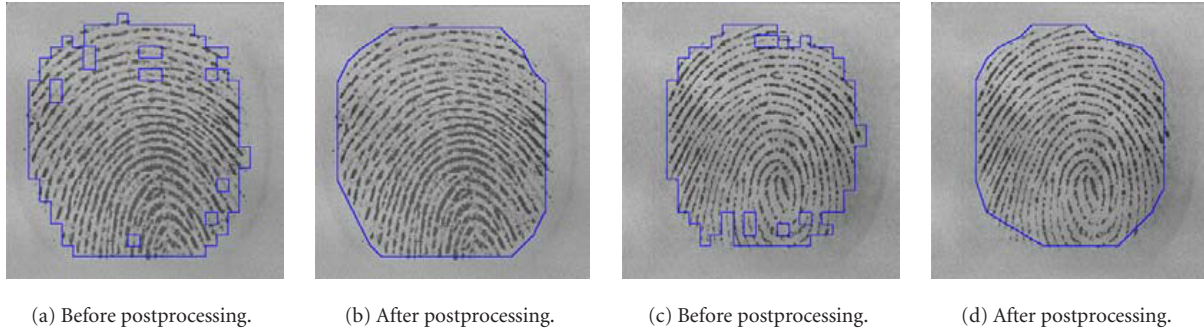 (a) Before postprocessing.
(b) After postprocessing.
(c) Before postprocessing.
(d) After postprocessing.